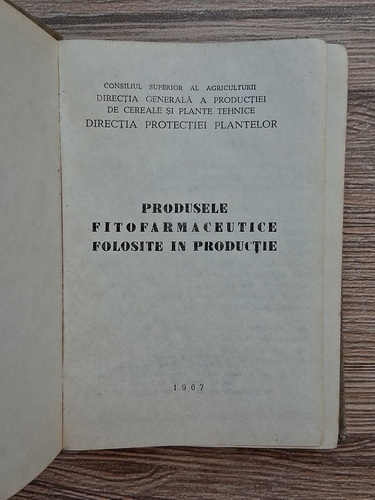 CONSILIUL SUPERIOR AL AGRICULTURII
DIRECȚIA GENERALĂ A PRODUCȚIEI
DE CEREALE ȘI PLANTE TEHNICE
DIRECȚIA PROTECȚIEI PLANTELOR
PRODUSELE
FITOFARMACEUTICE
FOLOSITE IN PRODUCȚIE
1967